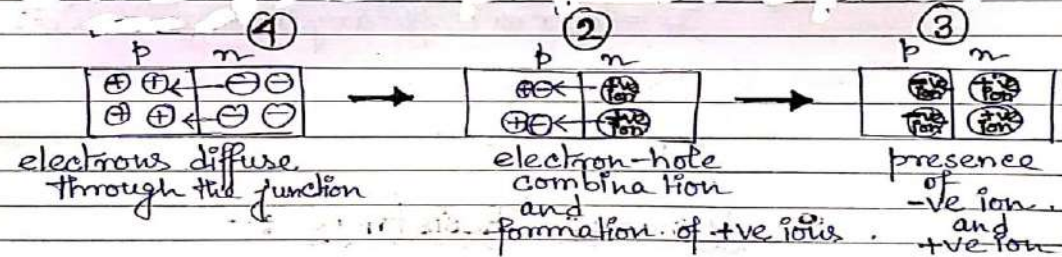 ④ ② ③
p n p n p n
⊕ ⊕ ← ⊖ ⊖ ⊕⊖ ← +ve ion -ve ion +ve ion
⊕ ⊕ ← ⊖ ⊖ ⊕⊖ ← +ve ion -ve ion +ve ion
electrons diffuse
through the junction
electron-hole
combination
and
formation of +ve ions.
presence
of
-ve ion.
and
+ve ion